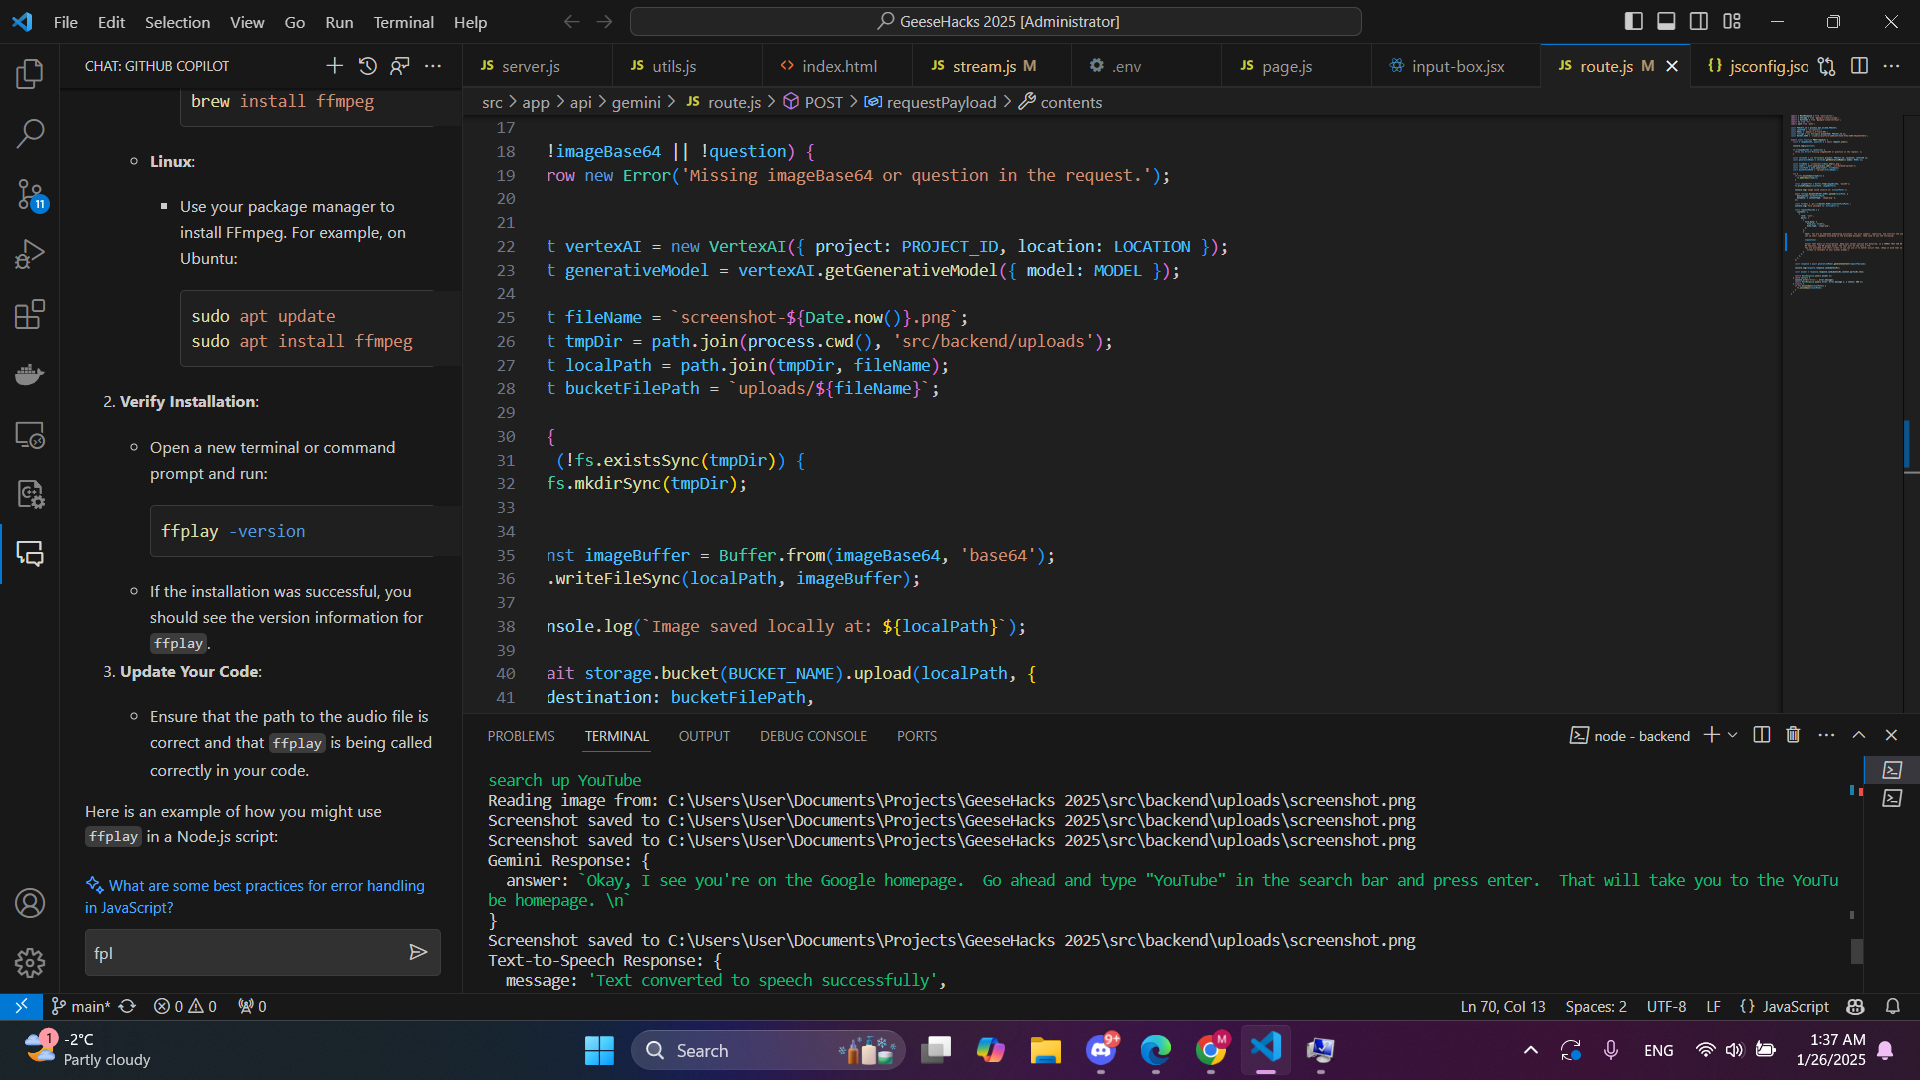 File Edit Selection View Go Run Terminal Help
GeeseHacks 2025 [Administrator]
CHAT: GITHUB COPILOT
brew install ffmpeg
Linux:
Use your package manager to
install FFmpeg. For example, on
Ubuntu:
sudo apt update
sudo apt install ffmpeg
2. Verify Installation:
Open a new terminal or command
prompt and run:
ffplay -version
If the installation was successful, you
should see the version information for
ffplay.
3. Update Your Code:
Ensure that the path to the audio file is
correct and that ffplay is being called
correctly in your code.
Here is an example of how you might use
ffplay in a Node.js script:
What are some best practices for error handling
in JavaScript?
fpl
11
JS server.js JS utils.js <> index.html JS stream.js M .env JS page.js input-box.jsx JS route.js M {} jsconfig.jsc
src > app > api > gemini > JS route.js > POST > requestPayload > contents
17
18 !imageBase64 || !question) {
19 row new Error('Missing imageBase64 or question in the request.');
20
21
22 t vertexAI = new VertexAI({ project: PROJECT_ID, location: LOCATION });
23 t generativeModel = vertexAI.getGenerativeModel({ model: MODEL });
24
25 t fileName = `screenshot-${Date.now()}.png`;
26 t tmpDir = path.join(process.cwd(), 'src/backend/uploads');
27 t localPath = path.join(tmpDir, fileName);
28 t bucketFilePath = `uploads/${fileName}`;
29
30 {
31 (!fs.existsSync(tmpDir)) {
32 fs.mkdirSync(tmpDir);
33
34
35 nst imageBuffer = Buffer.from(imageBase64, 'base64');
36 .writeFileSync(localPath, imageBuffer);
37
38 nsole.log(`Image saved locally at: ${localPath}`);
39
40 ait storage.bucket(BUCKET_NAME).upload(localPath, {
41 destination: bucketFilePath,
PROBLEMS TERMINAL OUTPUT DEBUG CONSOLE PORTS
node - backend
search up YouTube
Reading image from: C:\Users\User\Documents\Projects\GeeseHacks 2025\src\backend\uploads\screenshot.png
Screenshot saved to C:\Users\User\Documents\Projects\GeeseHacks 2025\src\backend\uploads\screenshot.png
Screenshot saved to C:\Users\User\Documents\Projects\GeeseHacks 2025\src\backend\uploads\screenshot.png
Gemini Response: {
answer: `Okay, I see you're on the Google homepage.  Go ahead and type "YouTube" in the search bar and press enter.  That will take you to the YouTu
be homepage. \n`
}
Screenshot saved to C:\Users\User\Documents\Projects\GeeseHacks 2025\src\backend\uploads\screenshot.png
Text-to-Speech Response: {
message: 'Text converted to speech successfully',
main* 0 0 0
Ln 70, Col 13 Spaces: 2 UTF-8 LF {} JavaScript
1 -2°C
Partly cloudy
Search
9+
M
ENG
1:37 AM
1/26/2025